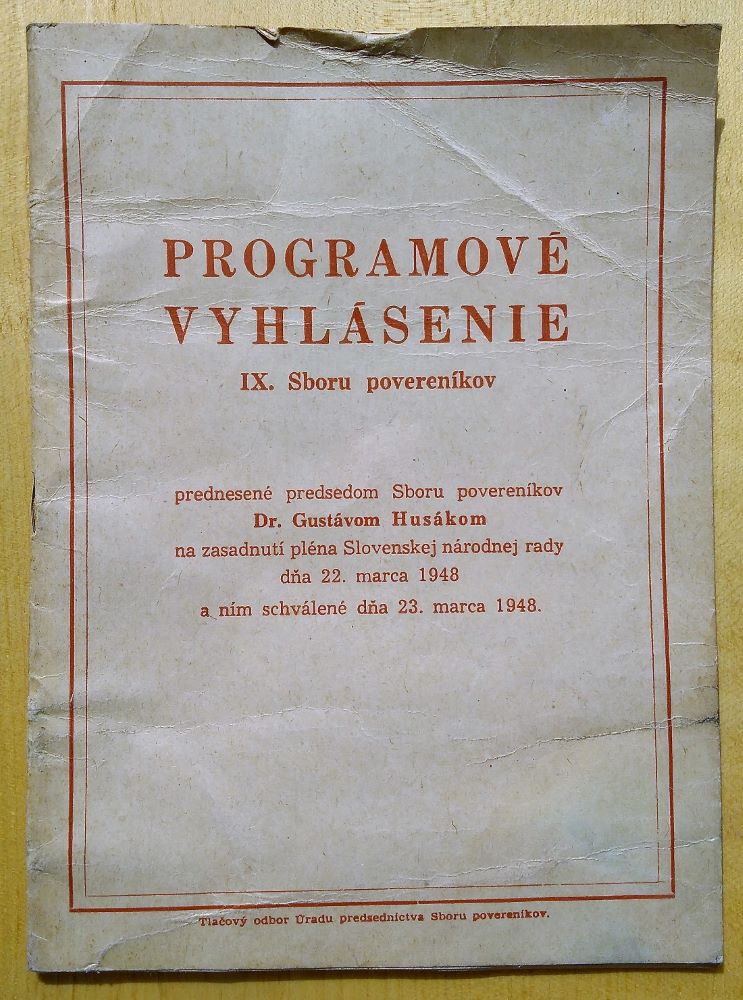 PROGRAMOVÉ
VYHLÁSENIE
IX. Sboru povereníkov
prednesené predsedom Sboru povereníkov
Dr. Gustávom Husákom
na zasadnutí pléna Slovenskej národnej rady
dňa 22. marca 1948
a ním schválené dňa 23. marca 1948.
Tlačový odbor Úradu predsedníctva Sboru povereníkov.